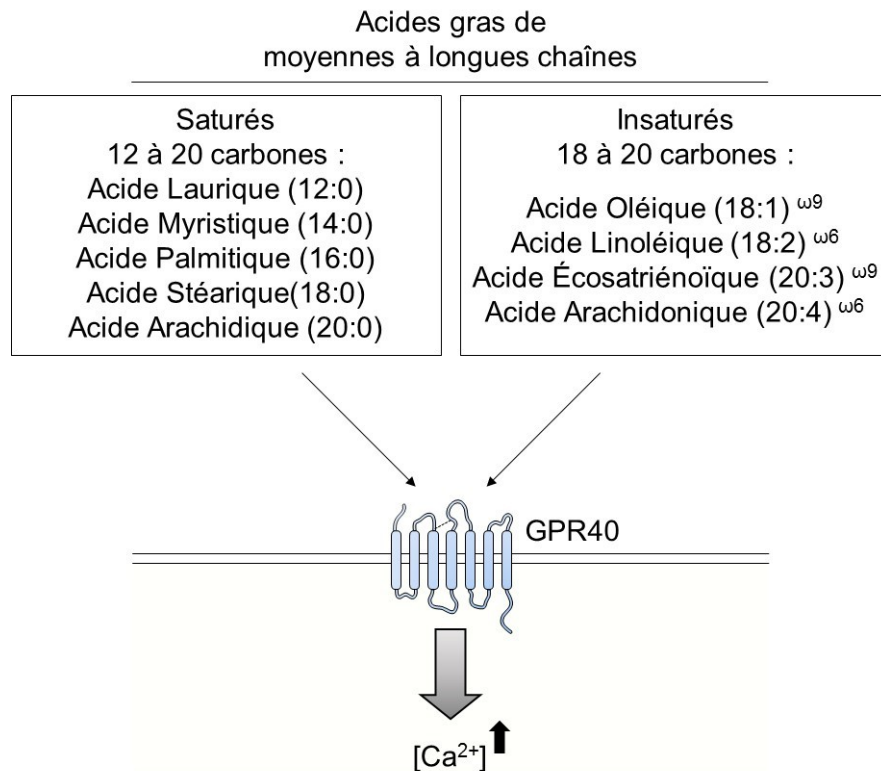 Acides gras de
moyennes à longues chaînes
Saturés
12 à 20 carbones :
Acide Laurique (12:0)
Acide Myristique (14:0)
Acide Palmitique (16:0)
Acide Stéarique(18:0)
Acide Arachidique (20:0)
Insaturés
18 à 20 carbones :
Acide Oléique (18:1) ω9
Acide Linoléique (18:2) ω6
Acide Écosatriénoïque (20:3) ω9
Acide Arachidonique (20:4) ω6
GPR40
[Ca²⁺]